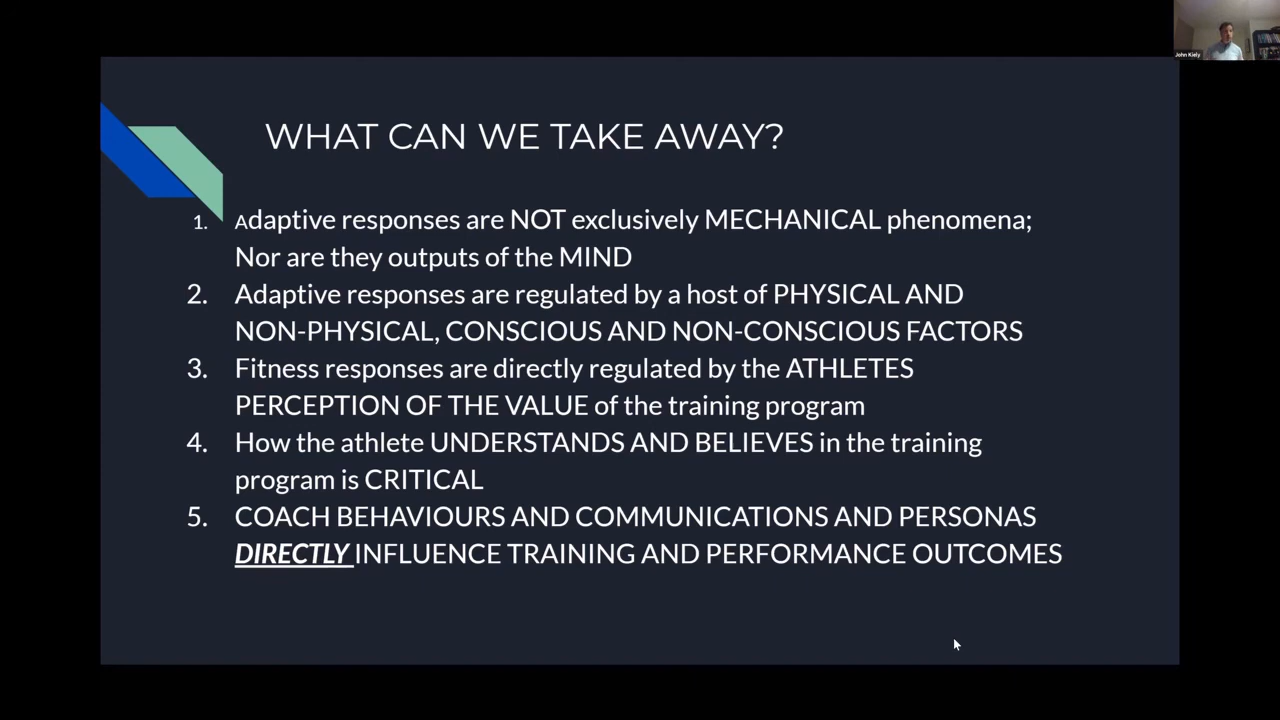 John Kiely
WHAT CAN WE TAKE AWAY?
1. Adaptive responses are NOT exclusively MECHANICAL phenomena;
Nor are they outputs of the MIND
2. Adaptive responses are regulated by a host of PHYSICAL AND
NON-PHYSICAL, CONSCIOUS AND NON-CONSCIOUS FACTORS
3. Fitness responses are directly regulated by the ATHLETES
PERCEPTION OF THE VALUE of the training program
4. How the athlete UNDERSTANDS AND BELIEVES in the training
program is CRITICAL
5. COACH BEHAVIOURS AND COMMUNICATIONS AND PERSONAS
DIRECTLY INFLUENCE TRAINING AND PERFORMANCE OUTCOMES